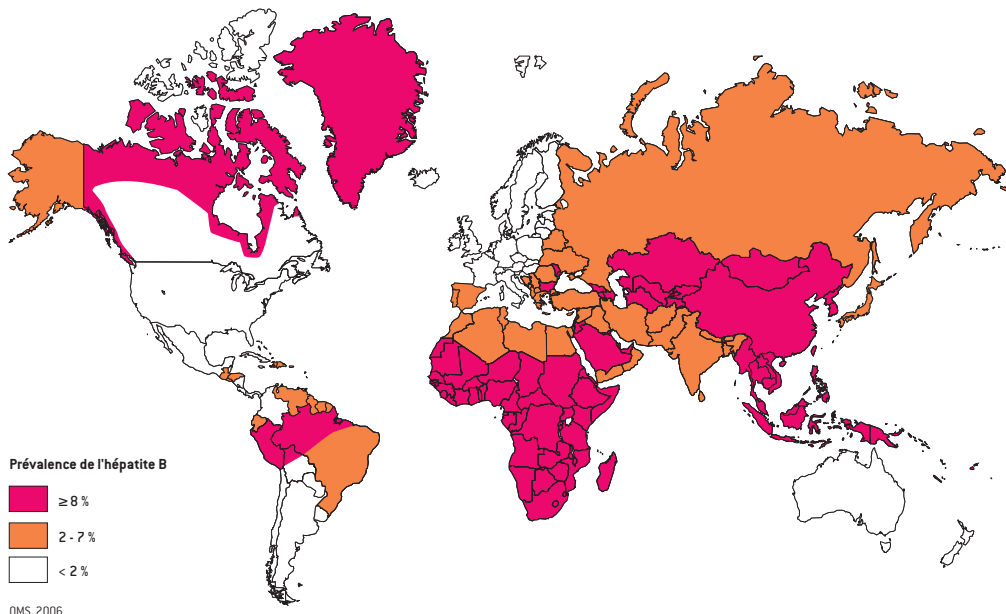 Prévalence de l'hépatite B
≥ 8 %
2 - 7 %
< 2 %
OMS, 2006